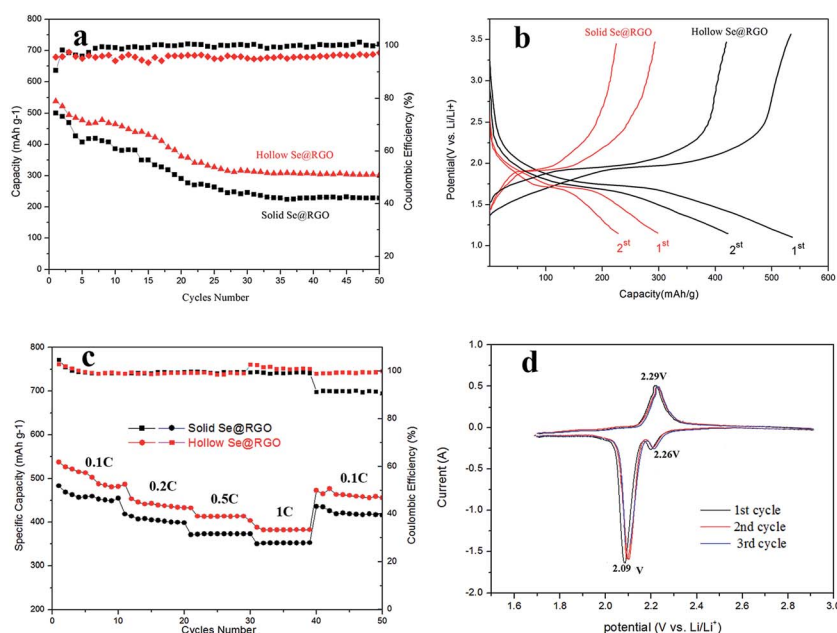 a
800
700
600
500
400
300
200
100
0
Capacity (mAh g-1)
100
80
60
40
20
Coulombic Efficiency (%)
Hollow Se@RGO
Solid Se@RGO
0 5 10 15 20 25 30 35 40 45 50
Cycles Number
b
Solid Se@RGO
Hollow Se@RGO
3.5
3.0
2.5
2.0
1.5
1.0
Potential(V vs. Li/Li+)
2st
1st
2st
1st
0 100 200 300 400 500 600
Capacity(mAh/g)
c
800
750
700
650
600
550
500
450
400
350
300
250
200
Specific Capacity (mAh g-1)
100
80
60
40
20
0
Coulombic Efficiency (%)
Solid Se@RGO
Hollow Se@RGO
0.1C
0.2C
0.5C
1C
0.1C
0 10 20 30 40 50
Cycles Number
d
1.0
0.5
0.0
-0.5
-1.0
-1.5
-2.0
Current (A)
2.29V
2.26V
2.09 V
1st cycle
2nd cycle
3rd cycle
1.6 1.8 2.0 2.2 2.4 2.6 2.8 3.0
potential (V vs. Li/Li+)